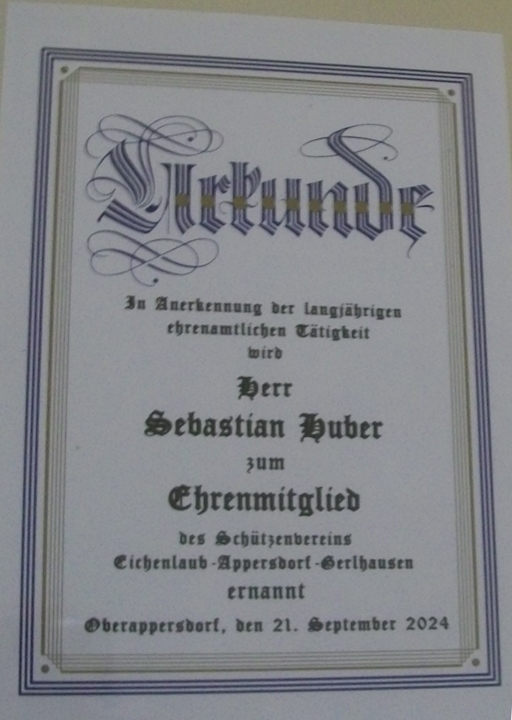 Urkunde
In Anerkennung der langjährigen
ehrenamtlichen Tätigkeit
wird
Herr
Sebastian Huber
zum
Ehrenmitglied
des Schützenvereins
Eichenlaub-Appersdorf-Gerlhausen
ernannt
Oberappersdorf, den 21. September 2024